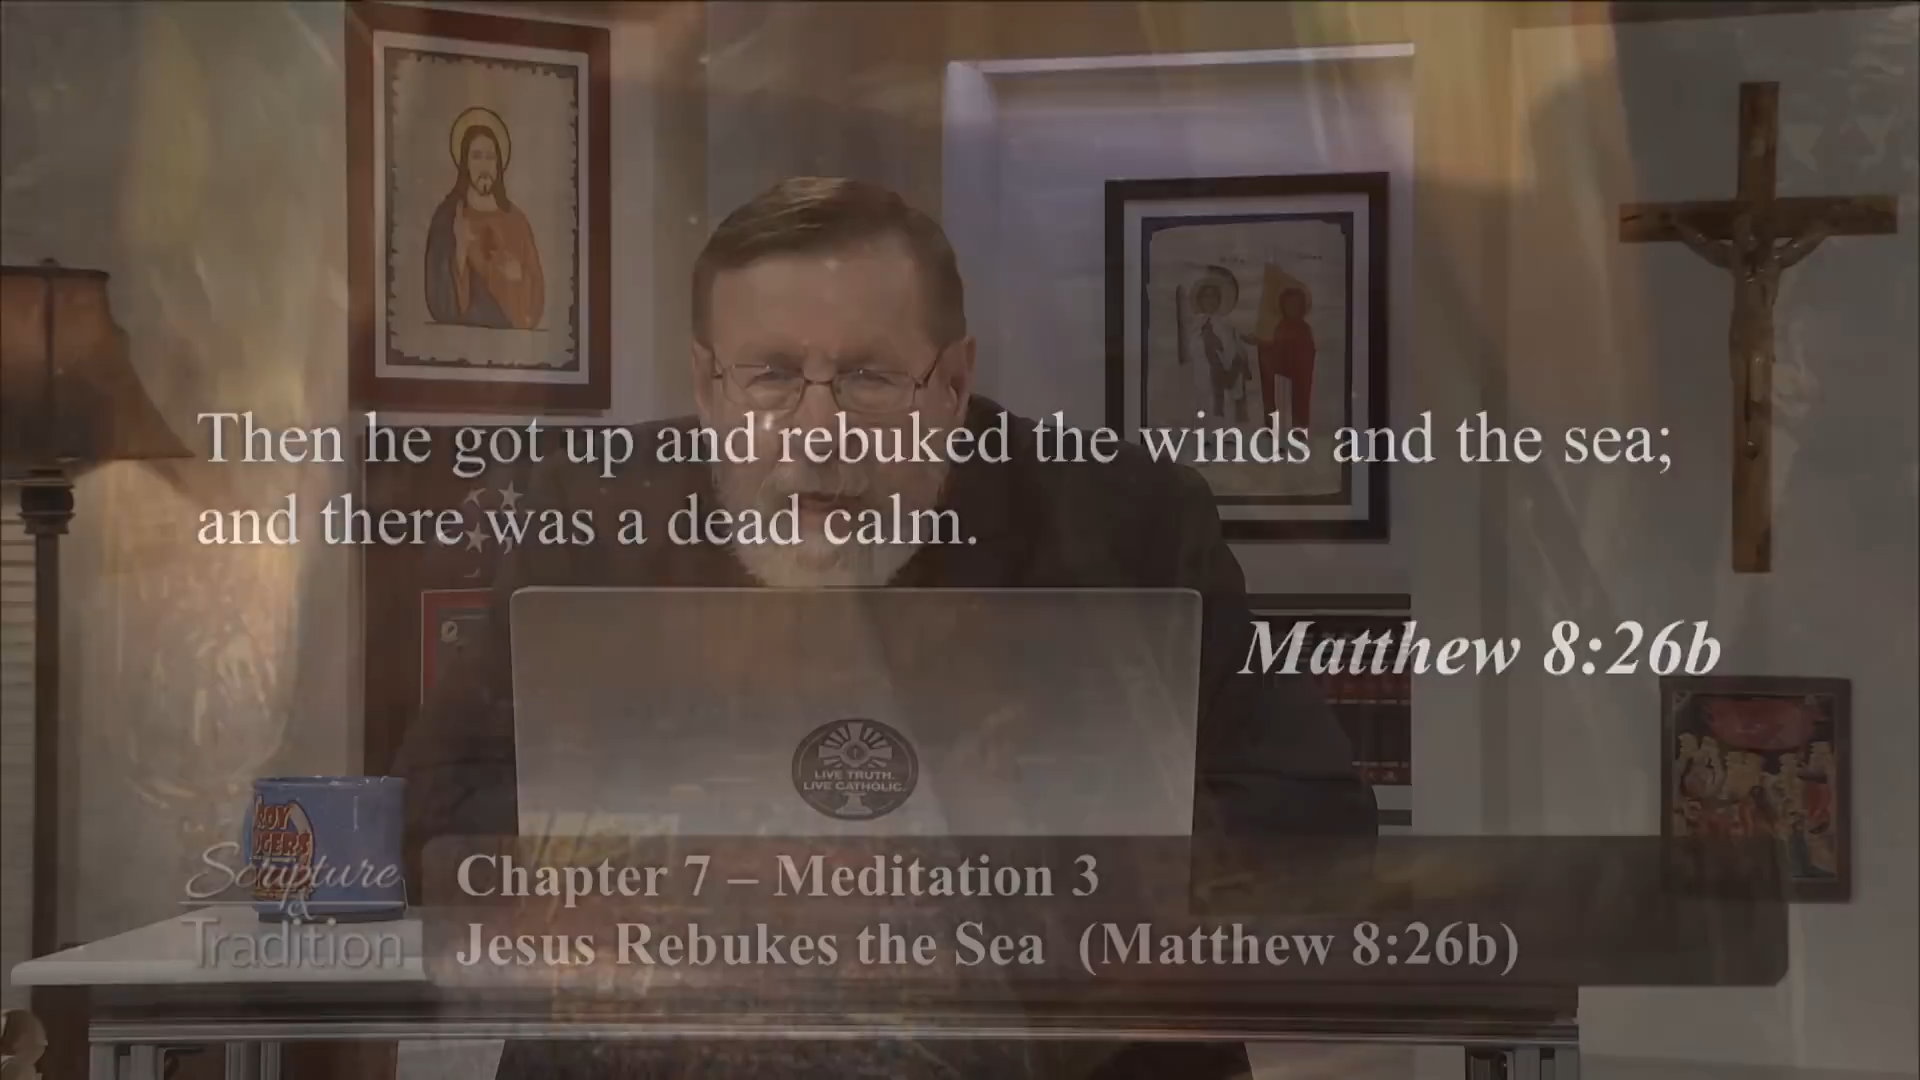 Then he got up and rebuked the winds and the sea;
and there was a dead calm.
Matthew 8:26b
LIVE TRUTH.
LIVE CATHOLIC.
ROY
Scripture
&
Tradition
Chapter 7 – Meditation 3
Jesus Rebukes the Sea (Matthew 8:26b)